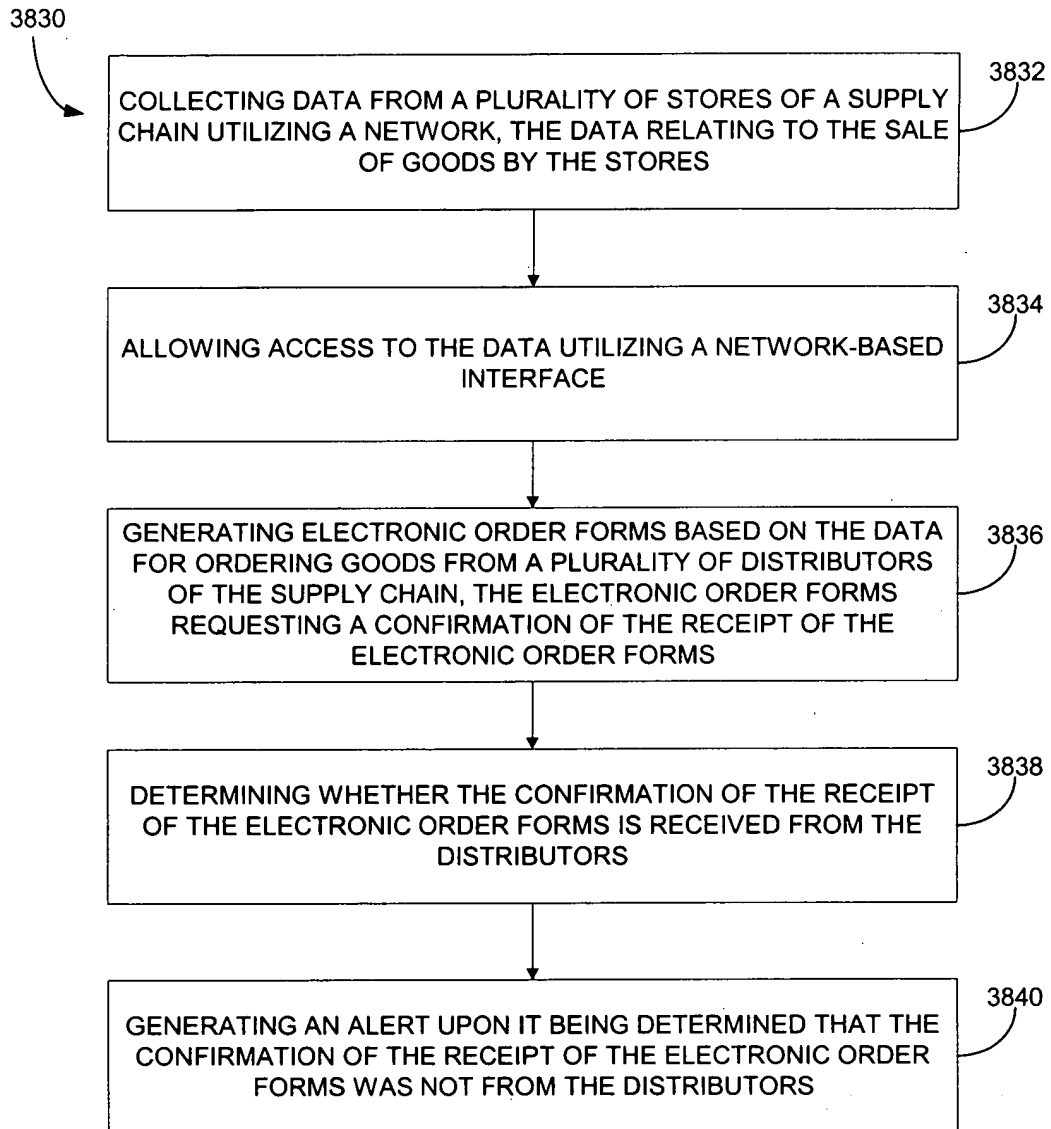 3830
3832
COLLECTING DATA FROM A PLURALITY OF STORES OF A SUPPLY
CHAIN UTILIZING A NETWORK, THE DATA RELATING TO THE SALE
OF GOODS BY THE STORES
3834
ALLOWING ACCESS TO THE DATA UTILIZING A NETWORK-BASED
INTERFACE
3836
GENERATING ELECTRONIC ORDER FORMS BASED ON THE DATA
FOR ORDERING GOODS FROM A PLURALITY OF DISTRIBUTORS
OF THE SUPPLY CHAIN, THE ELECTRONIC ORDER FORMS
REQUESTING A CONFIRMATION OF THE RECEIPT OF THE
ELECTRONIC ORDER FORMS
3838
DETERMINING WHETHER THE CONFIRMATION OF THE RECEIPT
OF THE ELECTRONIC ORDER FORMS IS RECEIVED FROM THE
DISTRIBUTORS
3840
GENERATING AN ALERT UPON IT BEING DETERMINED THAT THE
CONFIRMATION OF THE RECEIPT OF THE ELECTRONIC ORDER
FORMS WAS NOT FROM THE DISTRIBUTORS